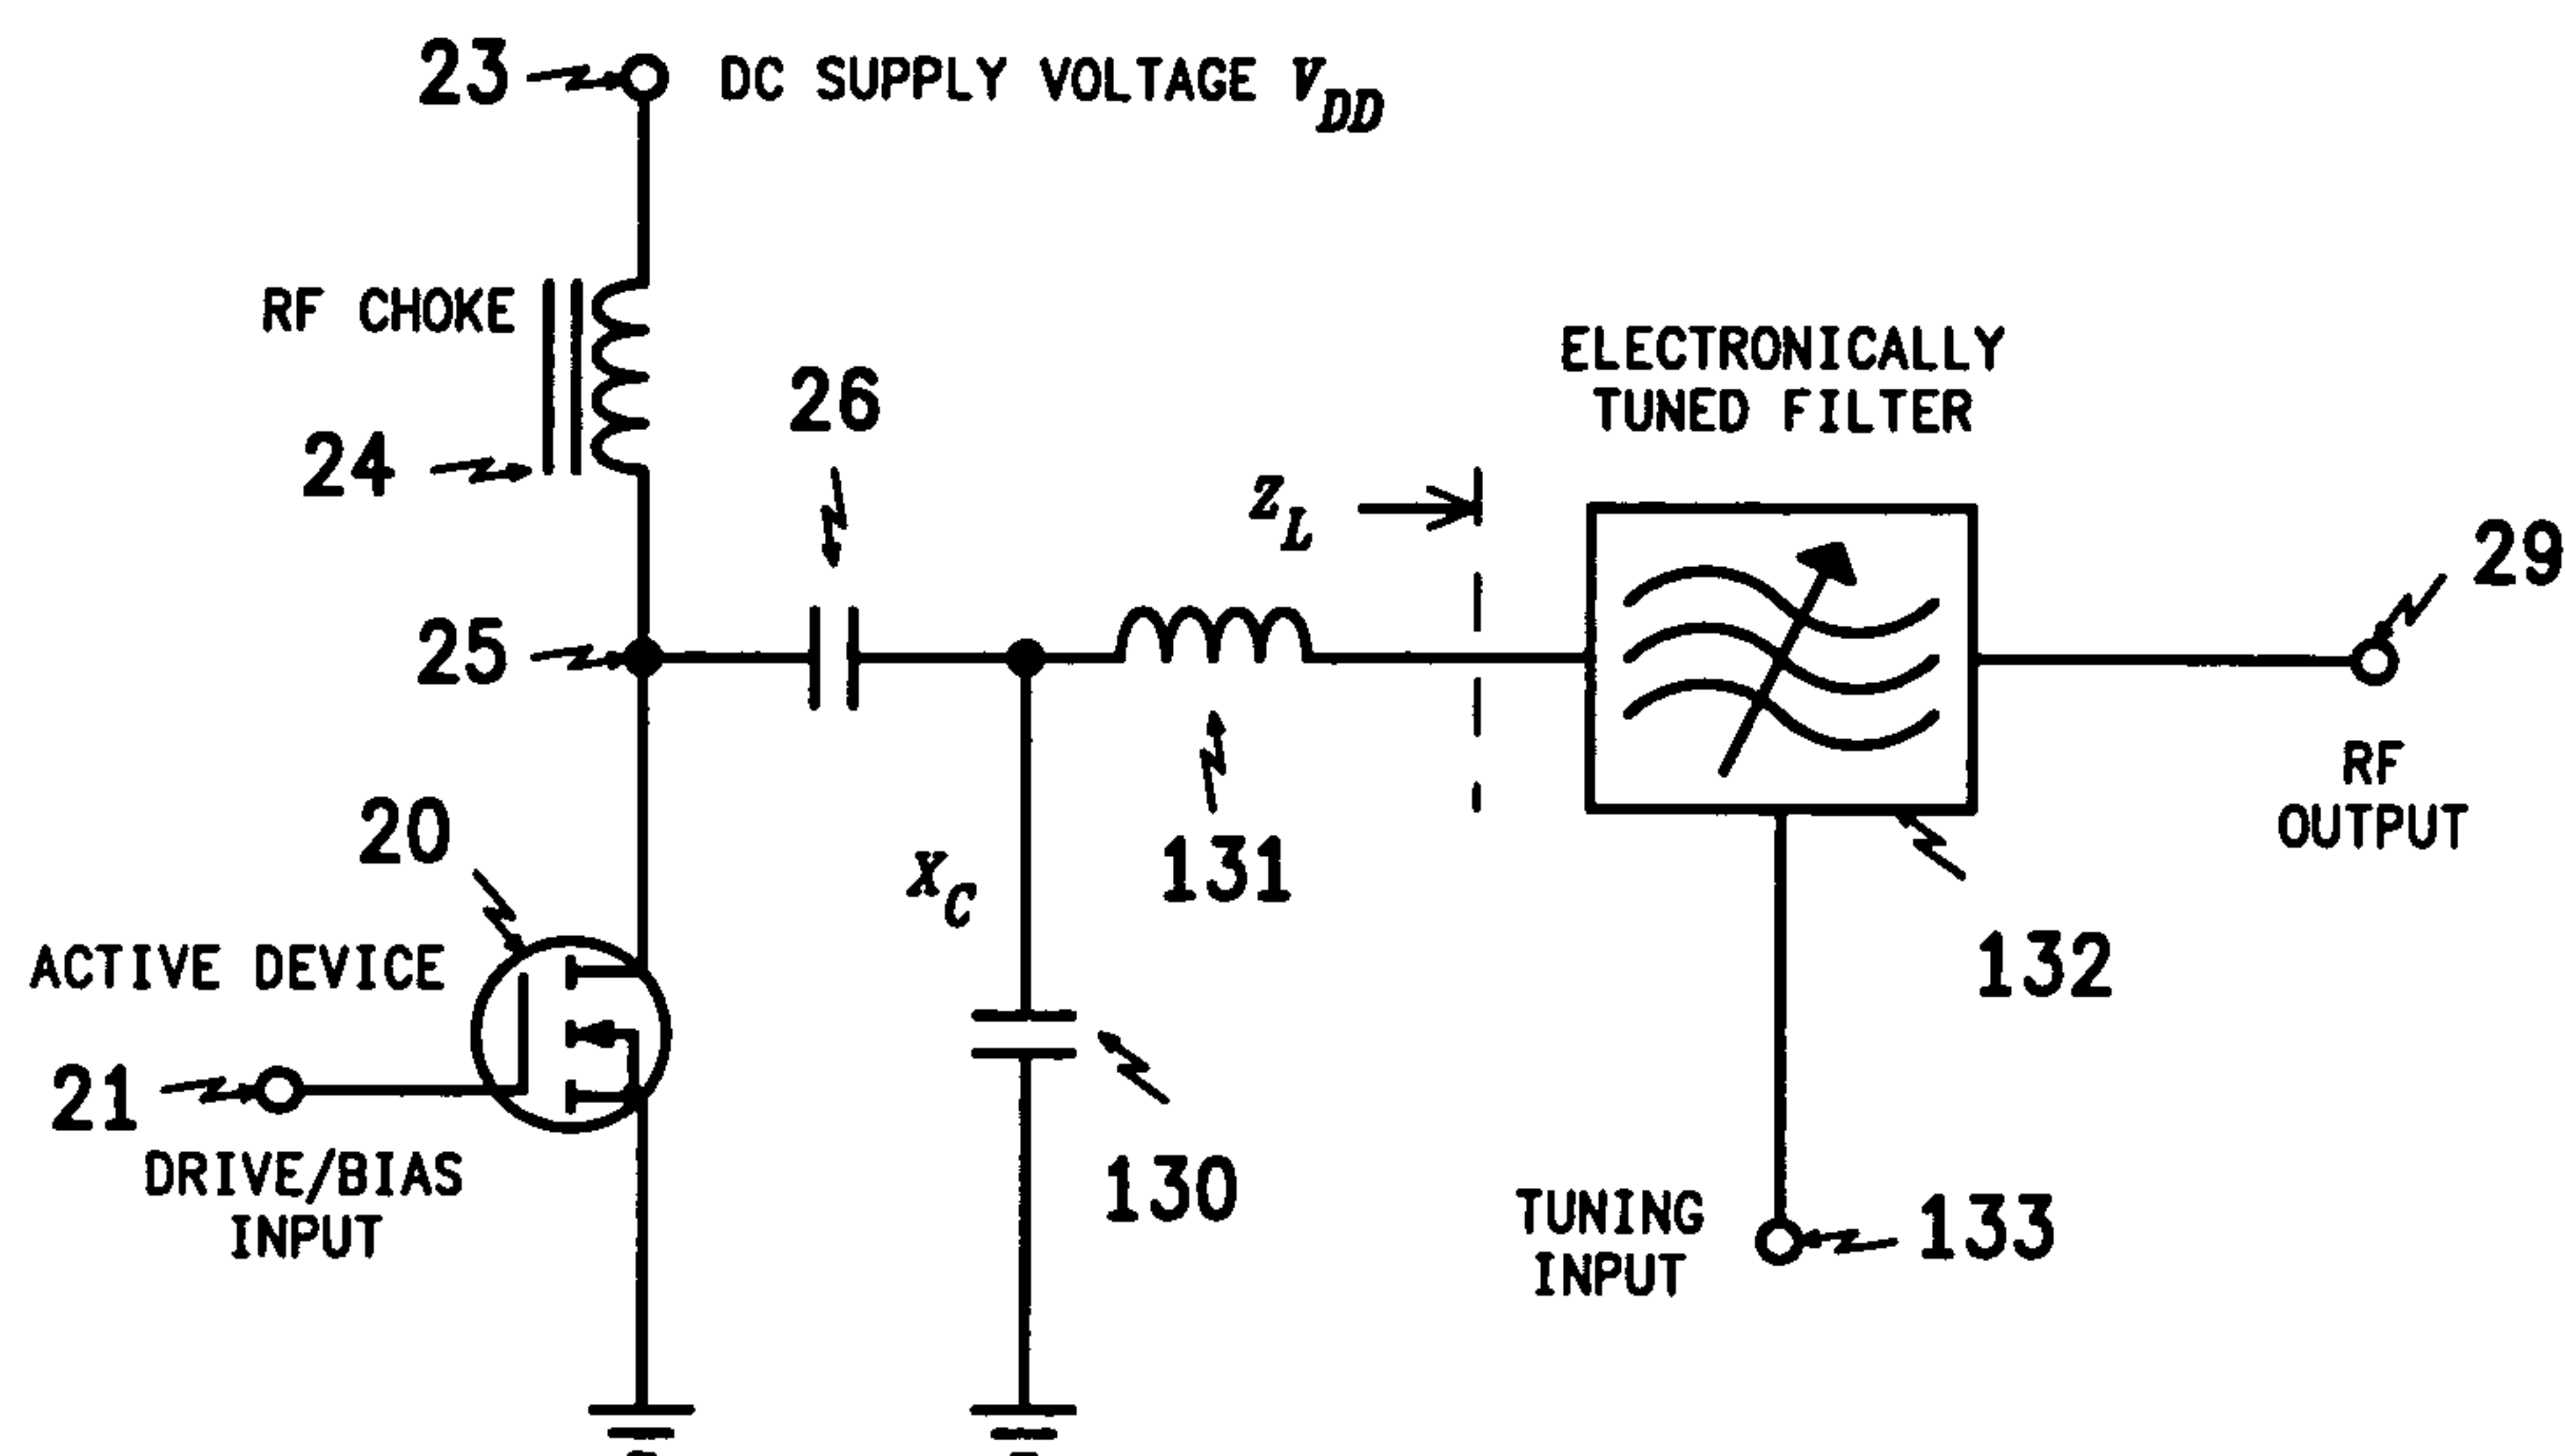 23
DC SUPPLY VOLTAGE V_DD
RF CHOKE
24
26
ELECTRONICALLY
TUNED FILTER
Z_L
29
25
RF
OUTPUT
20
131
X_C
132
ACTIVE DEVICE
21
DRIVE/BIAS
INPUT
130
TUNING
INPUT
133